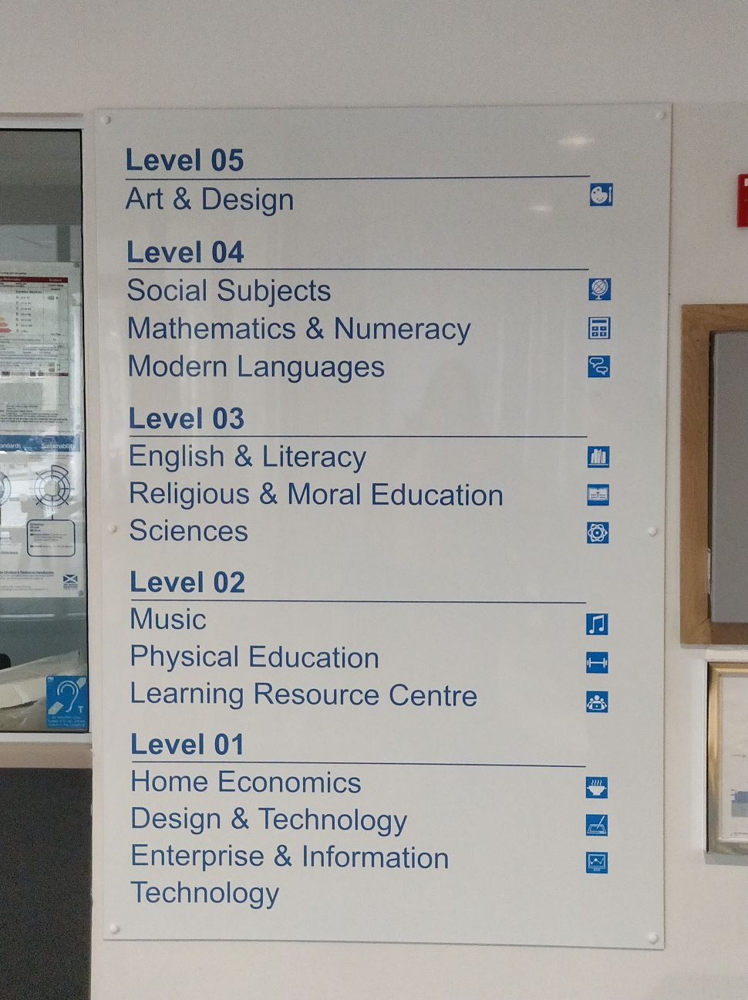 Level 05
Art & Design
Level 04
Social Subjects
Mathematics & Numeracy
Modern Languages
Level 03
English & Literacy
Religious & Moral Education
Sciences
Level 02
Music
Physical Education
Learning Resource Centre
Level 01
Home Economics
Design & Technology
Enterprise & Information
Technology
Sustainability
T